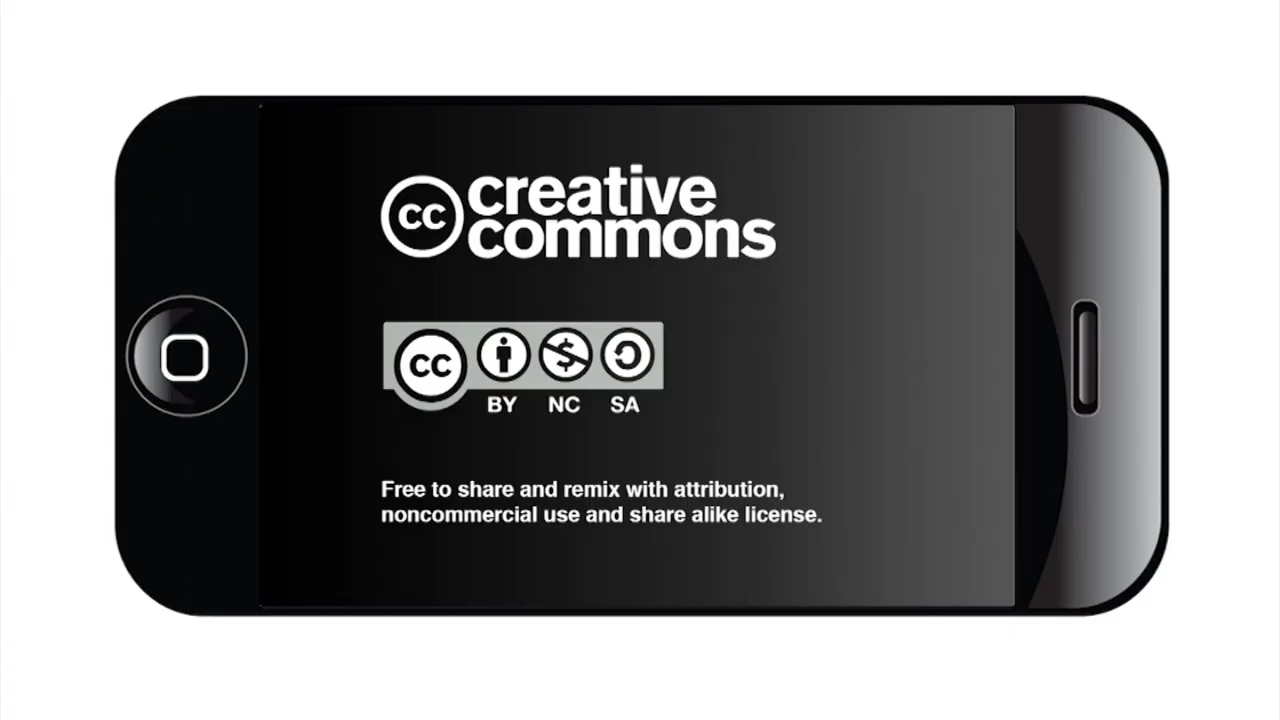 cc creative
commons
cc
BY NC SA
Free to share and remix with attribution,
noncommercial use and share alike license.